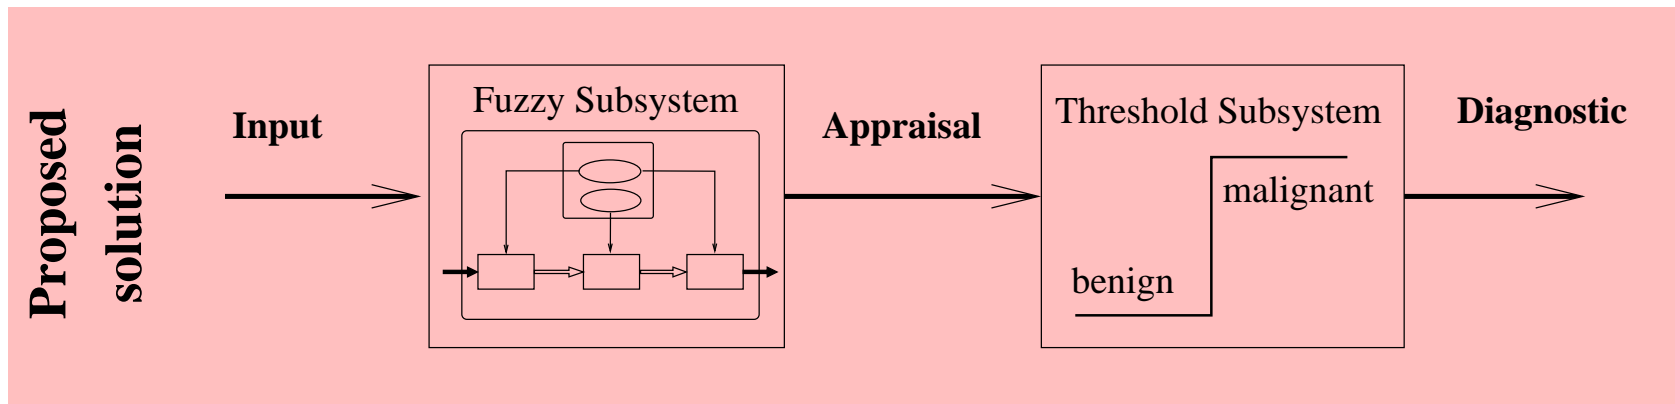 Proposed
solution
Input
Fuzzy Subsystem
Appraisal
Threshold Subsystem
malignant
benign
Diagnostic